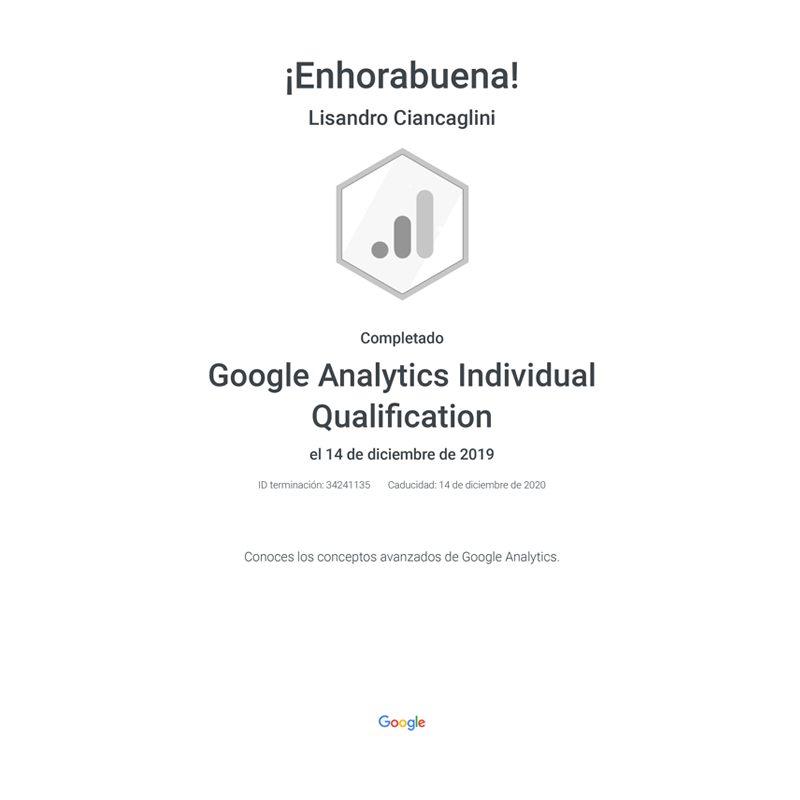 ¡Enhorabuena!
Lisandro Ciancaglini
Completado
Google Analytics Individual
Qualification
el 14 de diciembre de 2019
ID terminación: 34241135 Caducidad: 14 de diciembre de 2020
Conoces los conceptos avanzados de Google Analytics.
Google